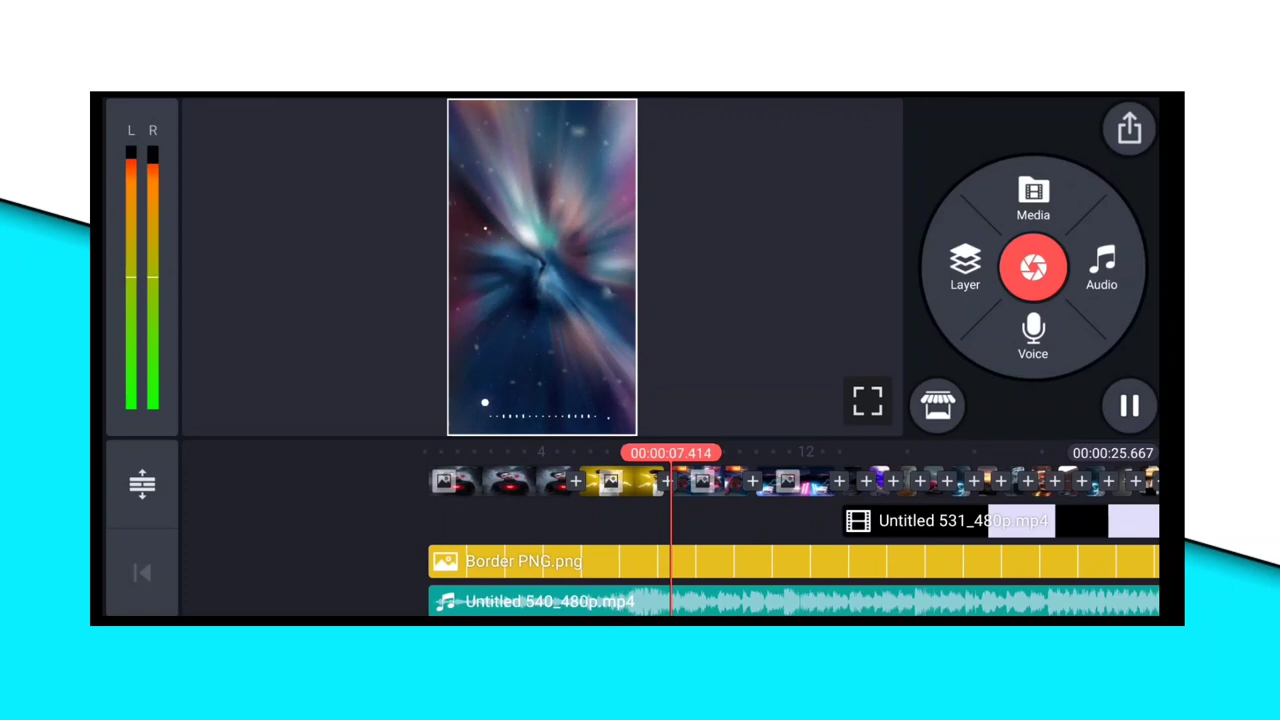 L R
Media
Layer
Audio
Voice
4
00:00:07.414
12
00:00:25.667
Untitled 531_480p.mp4
Border PNG.png
Untitled 540_480p.mp4